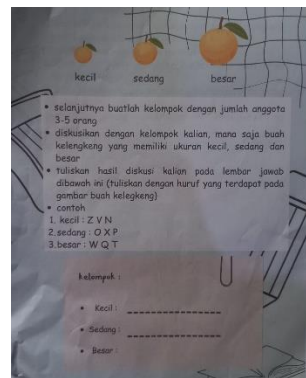 kecil sedang besar
selanjutnya buatlah kelompok dengan jumlah anggota
3-5 orang
diskusikan dengan kelompok kalian, mana saja buah
kelengkeng yang memiliki ukuran kecil, sedang dan
besar
tuliskan hasil diskusi kalian pada lembar jawab
dibawah ini (tuliskan dengan huruf yang terdapat pada
gambar buah kelegkeng)
contoh
1. kecil : Z V N
2. sedang : O X P
3. besar : W Q T
kelompok :
Kecil :
Sedang :
Besar :